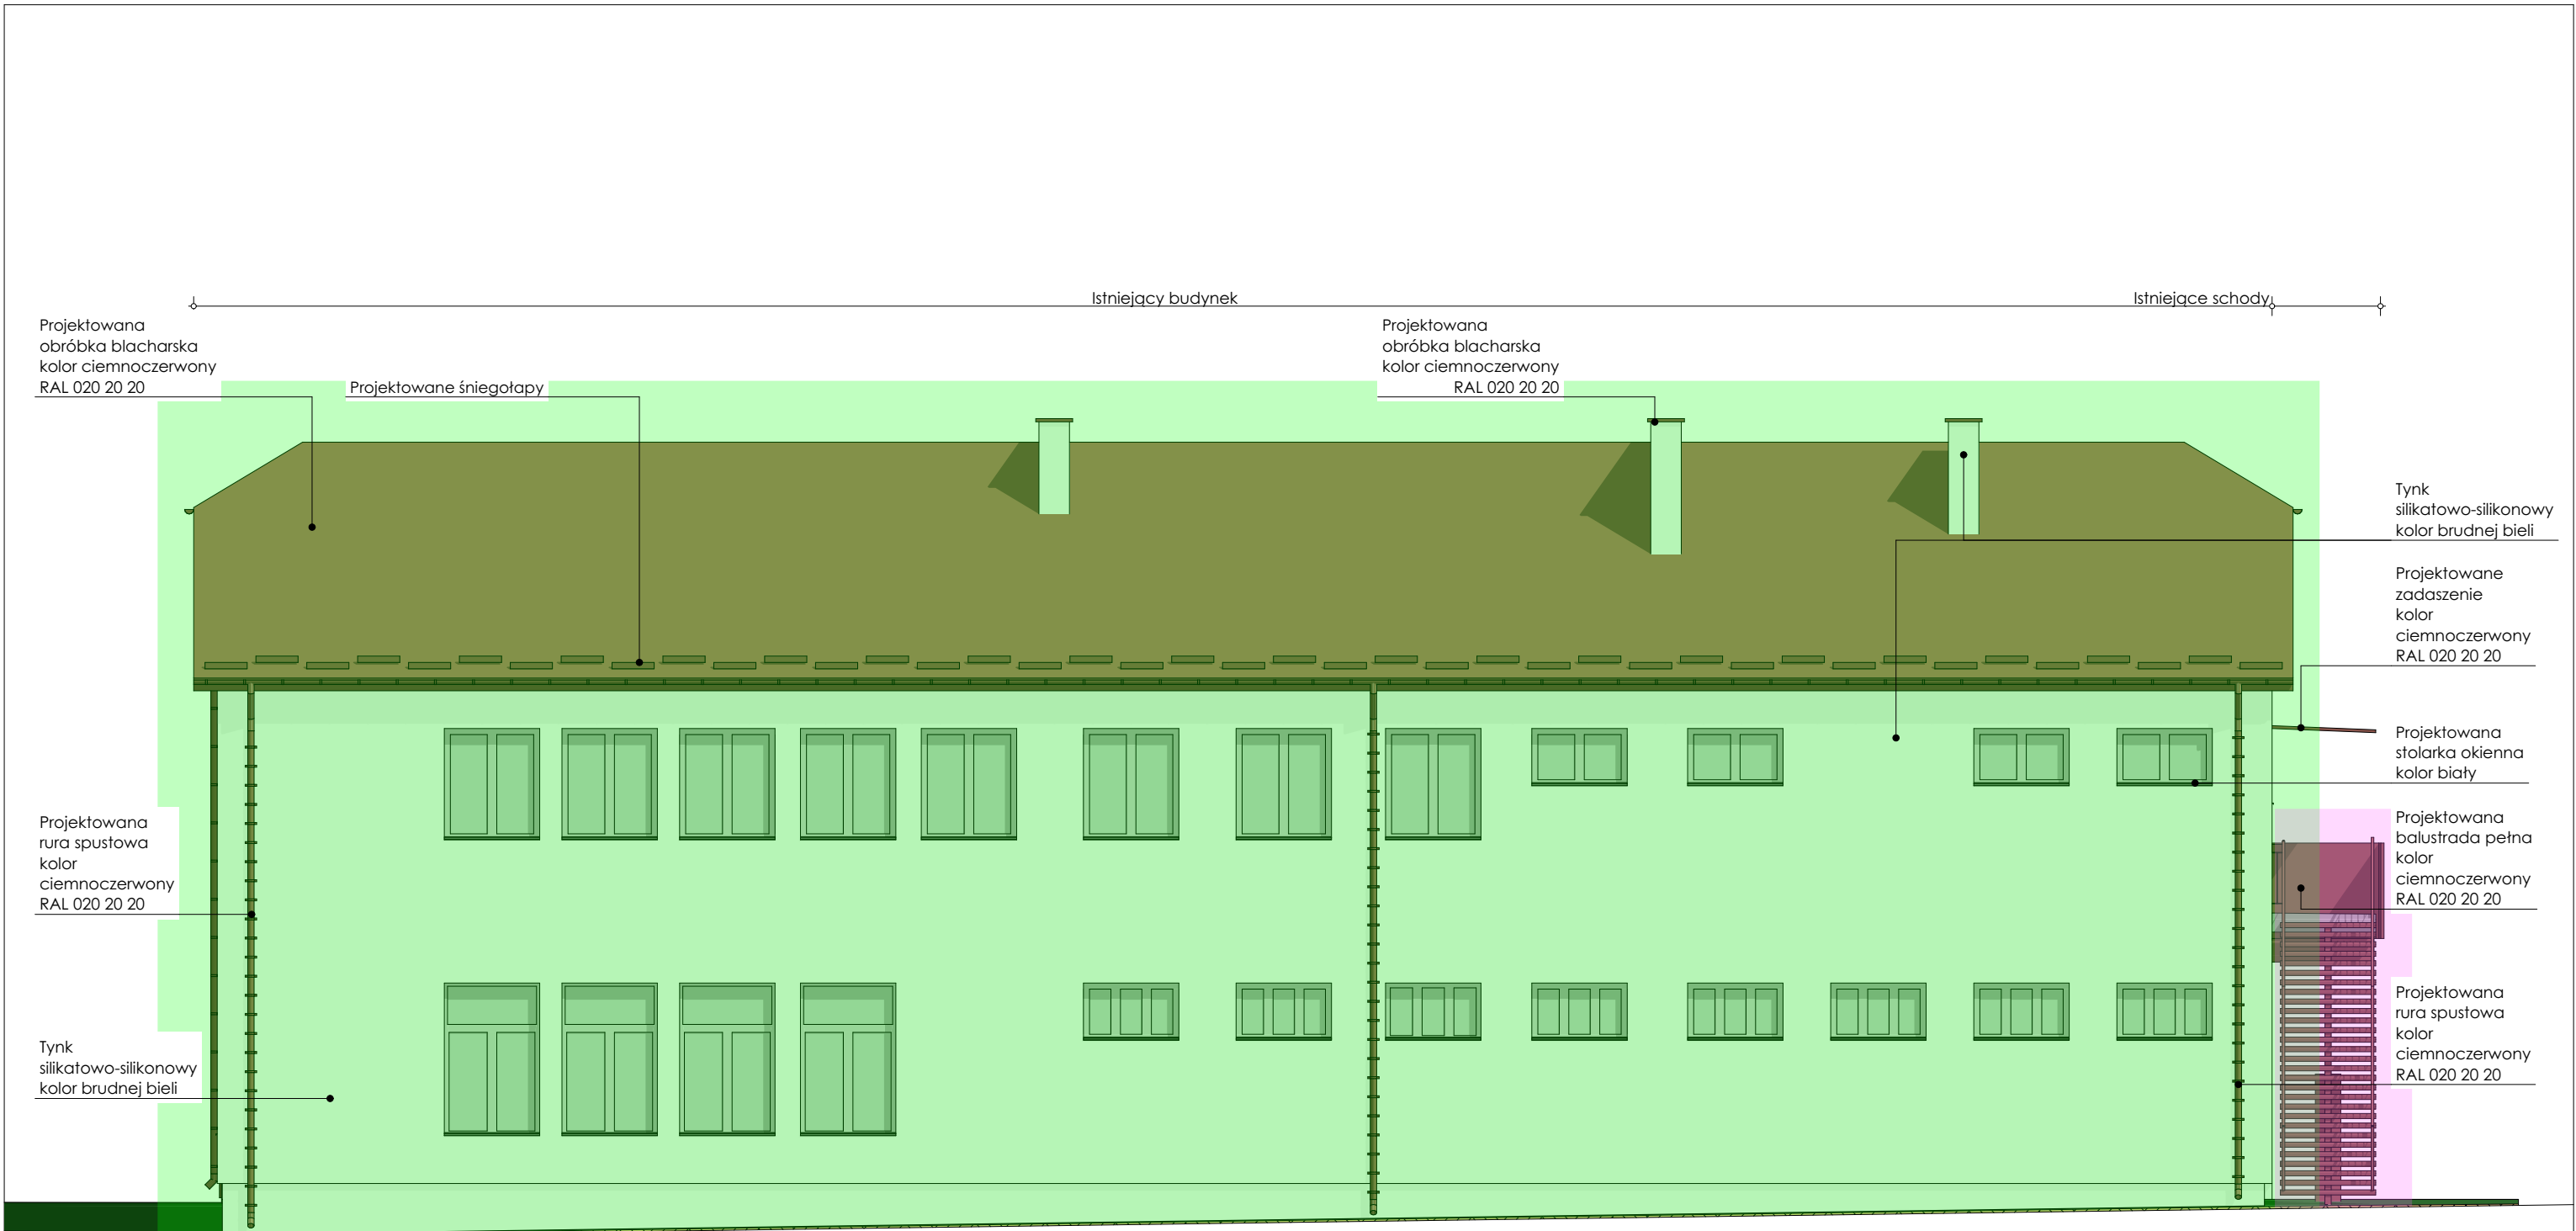 Istniejący budynek
Istniejące schody
Projektowana
obróbka blacharska
kolor ciemnoczerwony
RAL 020 20 20
Projektowane śniegołapy
Projektowana
obróbka blacharska
kolor ciemnoczerwony
RAL 020 20 20
Tynk
silikatowo-silikonowy
kolor brudnej bieli
Projektowane
zadaszenie
kolor
ciemnoczerwony
RAL 020 20 20
Projektowana
stolarka okienna
kolor biały
Projektowana
rura spustowa
kolor
ciemnoczerwony
RAL 020 20 20
Projektowana
balustrada pełna
kolor
ciemnoczerwony
RAL 020 20 20
Tynk
silikatowo-silikonowy
kolor brudnej bieli
Projektowana
rura spustowa
kolor
ciemnoczerwony
RAL 020 20 20